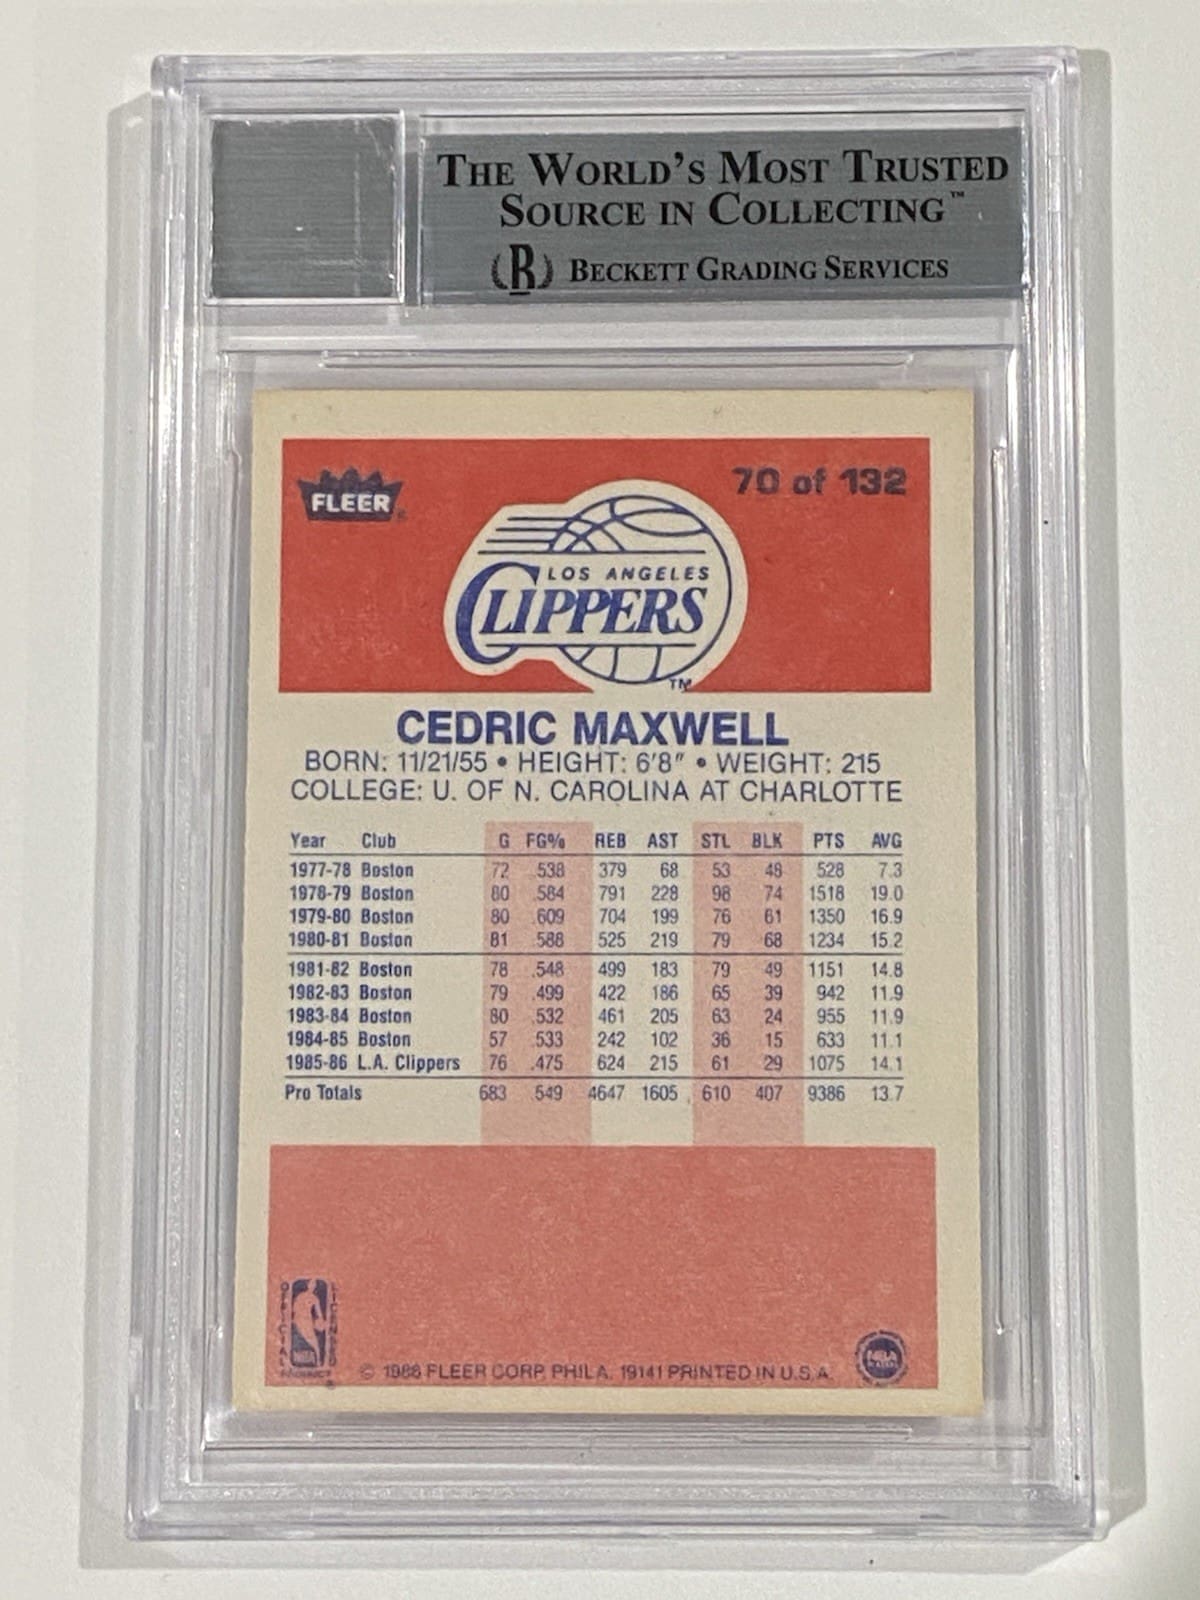 THE WORLD'S MOST TRUSTED
SOURCE IN COLLECTING™
BECKETT GRADING SERVICES
FLEER®
70 of 132
LOS ANGELES
CLIPPERS
TM
CEDRIC MAXWELL
BORN: 11/21/55 • HEIGHT: 6'8" • WEIGHT: 215
COLLEGE: U. OF N. CAROLINA AT CHARLOTTE
Year Club G FG% REB AST STL BLK PTS AVG
1977-78 Boston 72 .538 379 68 53 48 528 7.3
1978-79 Boston 80 .584 791 228 98 74 1518 19.0
1979-80 Boston 80 .609 704 199 76 61 1350 16.9
1980-81 Boston 81 .588 525 219 79 68 1234 15.2
1981-82 Boston 78 .548 499 183 79 49 1151 14.8
1982-83 Boston 79 .499 422 186 65 39 942 11.9
1983-84 Boston 80 .532 461 205 63 24 955 11.9
1984-85 Boston 57 .533 242 102 36 15 633 11.1
1985-86 L.A. Clippers 76 .475 624 215 61 29 1075 14.1
Pro Totals 683 .549 4647 1605 610 407 9386 13.7
OFFICIAL LICENSED
NBA
PRODUCT
®
© 1986 FLEER CORP. PHILA. 19141 PRINTED IN U.S.A.
NBA
PLAYERS